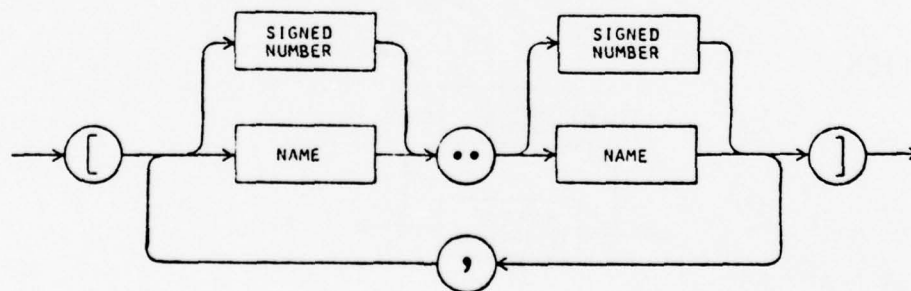 SIGNED
NUMBER
SIGNED
NUMBER
[
NAME
..
NAME
]
,